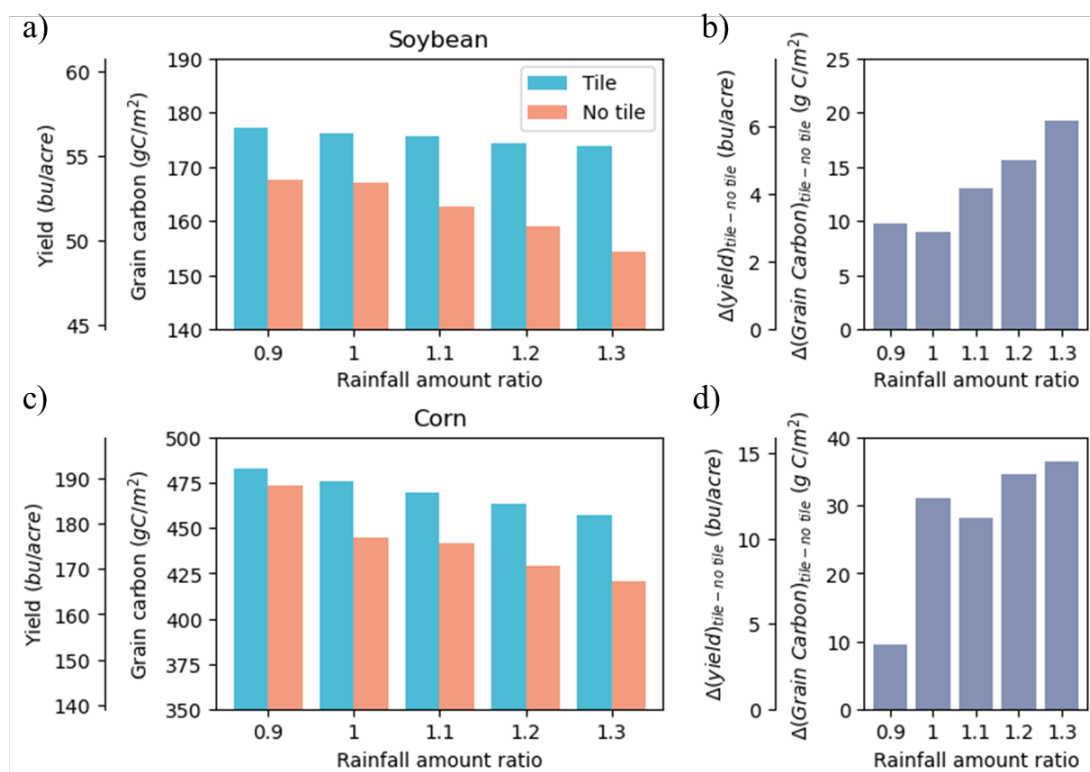 a)
Soybean
Yield (bu/acre)
60
55
50
45
Grain carbon (gC/m²)
190
180
170
160
150
140
Tile
No tile
0.9 1 1.1 1.2 1.3
Rainfall amount ratio
b)
Δ(yield)tile−no tile (bu/acre)
6
4
2
0
Δ(Grain Carbon)tile−no tile (g C/m²)
25
20
15
10
5
0
0.9 1 1.1 1.2 1.3
Rainfall amount ratio
c)
Corn
Yield (bu/acre)
190
180
170
160
150
140
Grain carbon (gC/m²)
500
475
450
425
400
375
350
0.9 1 1.1 1.2 1.3
Rainfall amount ratio
d)
Δ(yield)tile−no tile (bu/acre)
15
10
5
0
Δ(Grain Carbon)tile−no tile (g C/m²)
40
30
20
10
0
0.9 1 1.1 1.2 1.3
Rainfall amount ratio